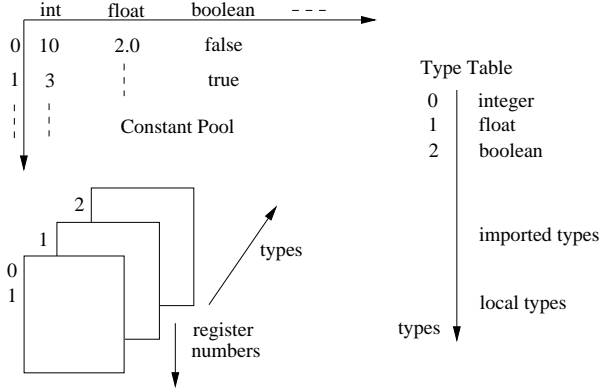 int float boolean
0 10 2.0 false
1 3 true
Constant Pool
Type Table
0 integer
1 float
2 boolean
imported types
local types
types
2
1
0
1
types
register
numbers